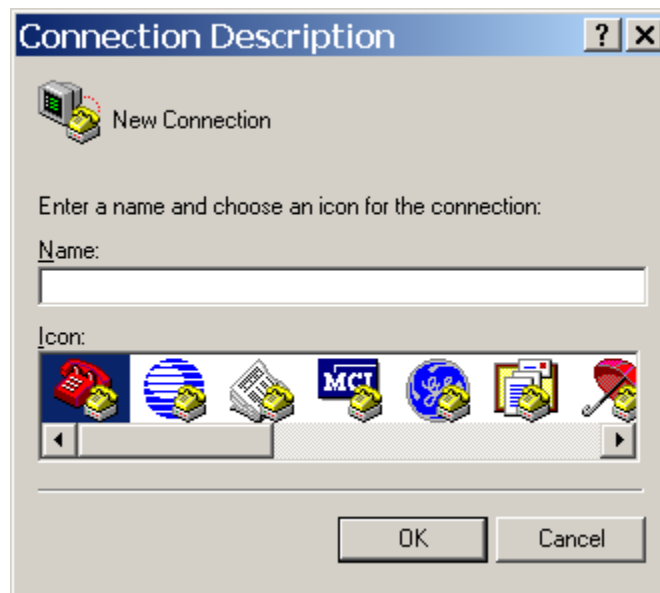 Connection Description
New Connection
Enter a name and choose an icon for the connection:
Name:
Icon:
MCI
OK
Cancel